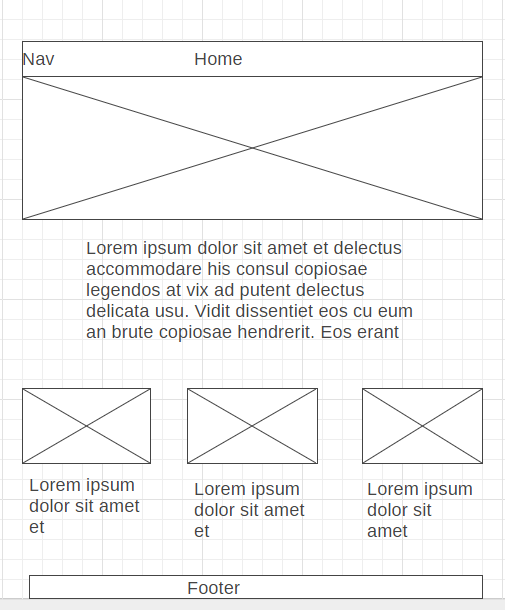 Nav Home
Lorem ipsum dolor sit amet et delectus
accommodare his consul copiosae
legendos at vix ad putent delectus
delicata usu. Vidit dissentiet eos cu eum
an brute copiosae hendrerit. Eos erant
Lorem ipsum
dolor sit amet
et
Lorem ipsum
dolor sit amet
et
Lorem ipsum
dolor sit
amet
Footer